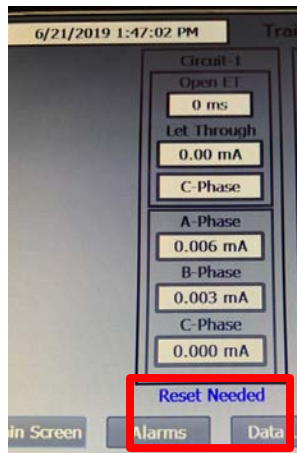 6/21/2019 1:47:02 PM
Circuit-1
Open ET
0 ms
Let Through
0.00 mA
C-Phase
A-Phase
0.006 mA
B-Phase
0.003 mA
C-Phase
0.000 mA
Reset Needed
Screen Alarms Data